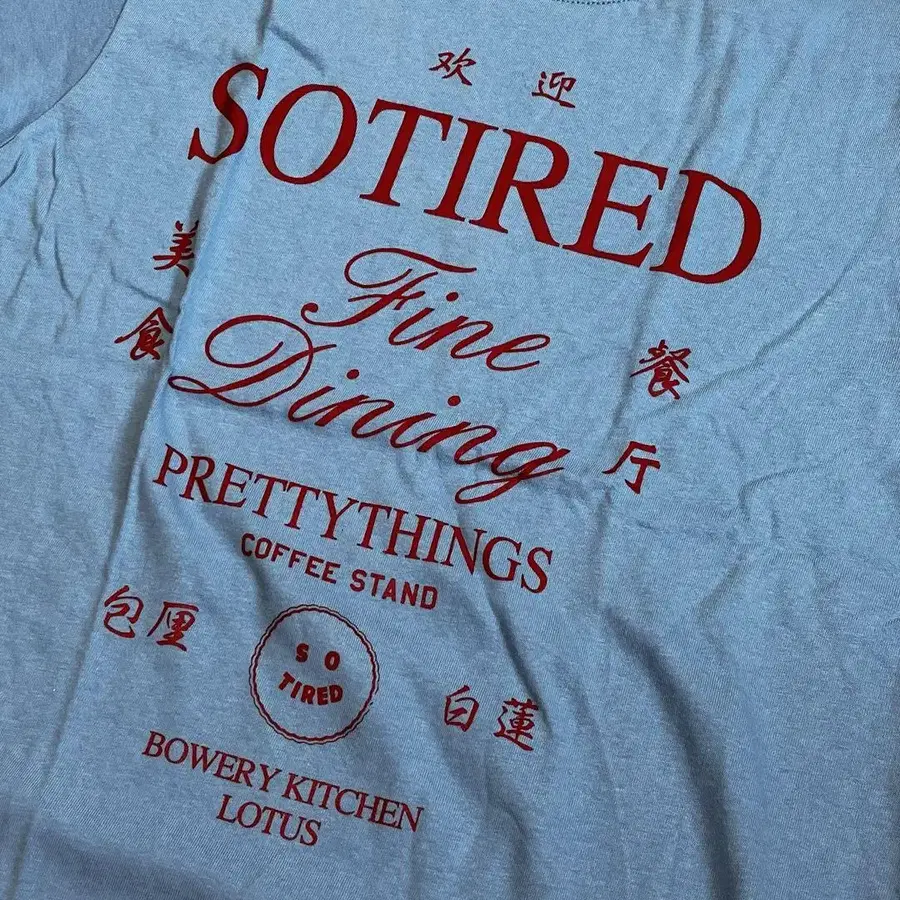 欢 迎
SOTIRED
美食
Fine
Dining
餐厅
PRETTYTHINGS
COFFEE STAND
包厘
SO
TIRED
白蓮
BOWERY KITCHEN
LOTUS